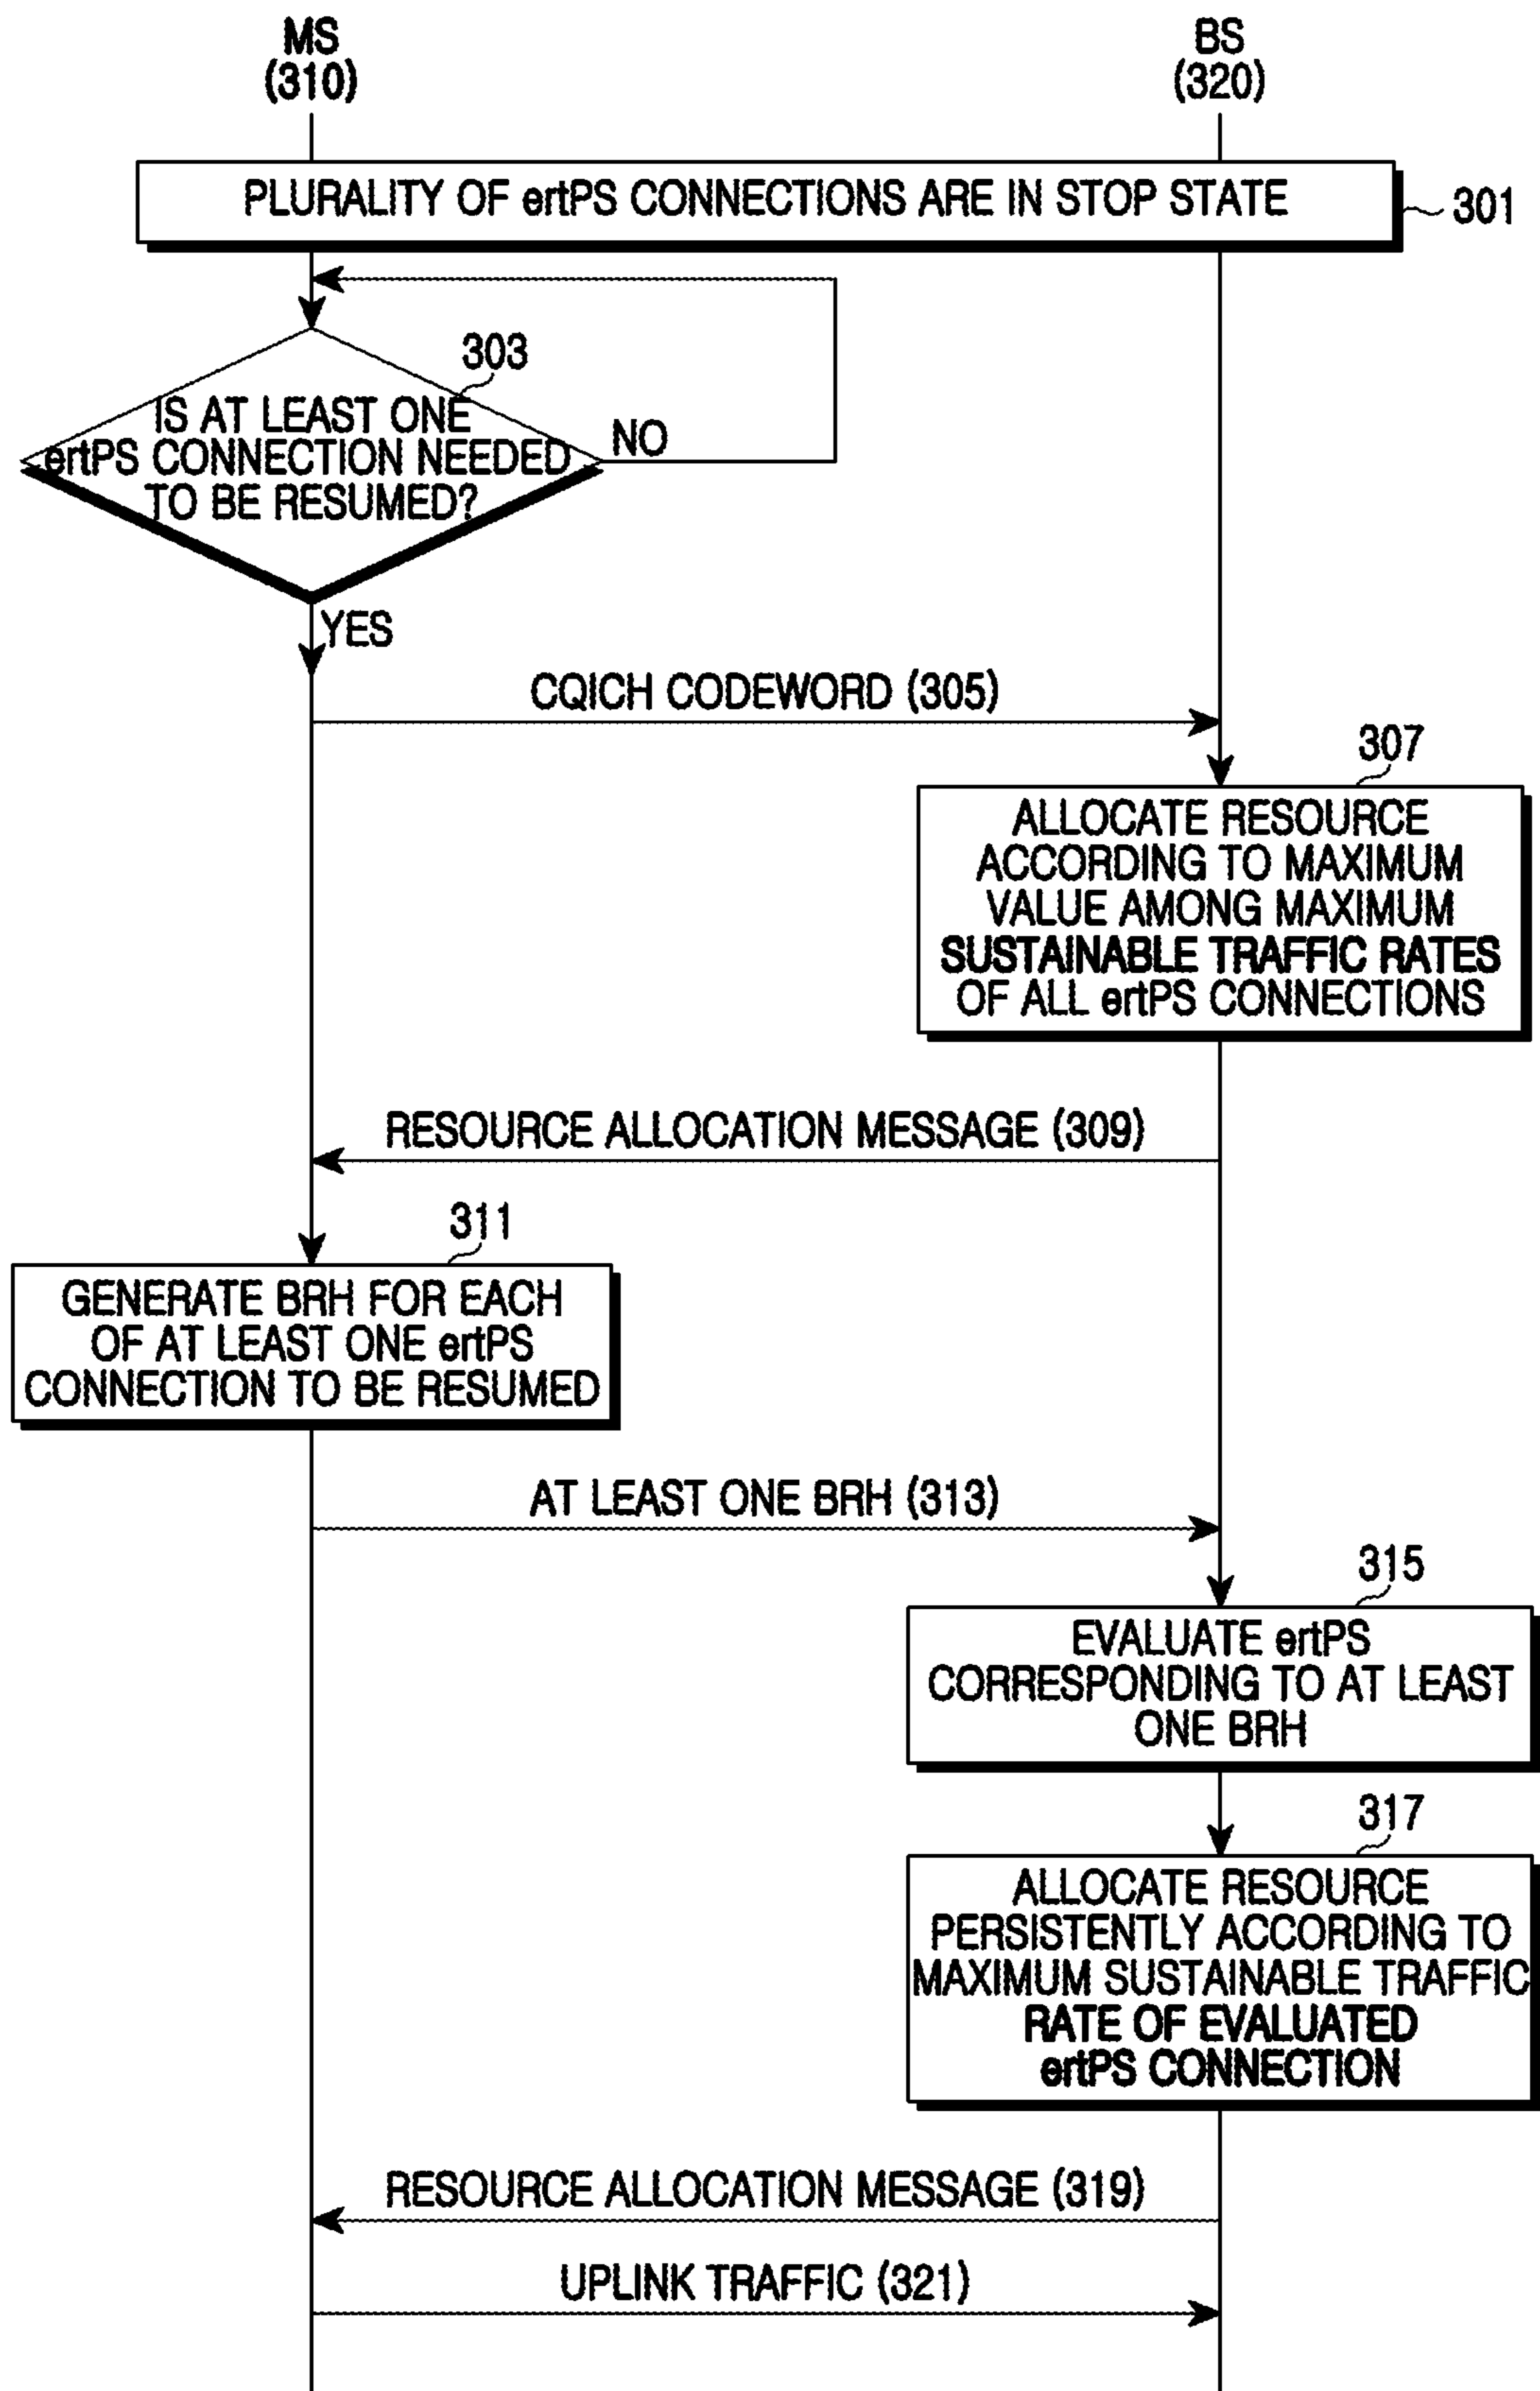 MS
(310)
BS
(320)
PLURALITY OF ertPS CONNECTIONS ARE IN STOP STATE
301
303
IS AT LEAST ONE
ertPS CONNECTION NEEDED
TO BE RESUMED?
NO
YES
CQICH CODEWORD (305)
307
ALLOCATE RESOURCE
ACCORDING TO MAXIMUM
VALUE AMONG MAXIMUM
SUSTAINABLE TRAFFIC RATES
OF ALL ertPS CONNECTIONS
RESOURCE ALLOCATION MESSAGE (309)
311
GENERATE BRH FOR EACH
OF AT LEAST ONE ertPS
CONNECTION TO BE RESUMED
AT LEAST ONE BRH (313)
315
EVALUATE ertPS
CORRESPONDING TO AT LEAST
ONE BRH
317
ALLOCATE RESOURCE
PERSISTENTLY ACCORDING TO
MAXIMUM SUSTAINABLE TRAFFIC
RATE OF EVALUATED
ertPS CONNECTION
RESOURCE ALLOCATION MESSAGE (319)
UPLINK TRAFFIC (321)